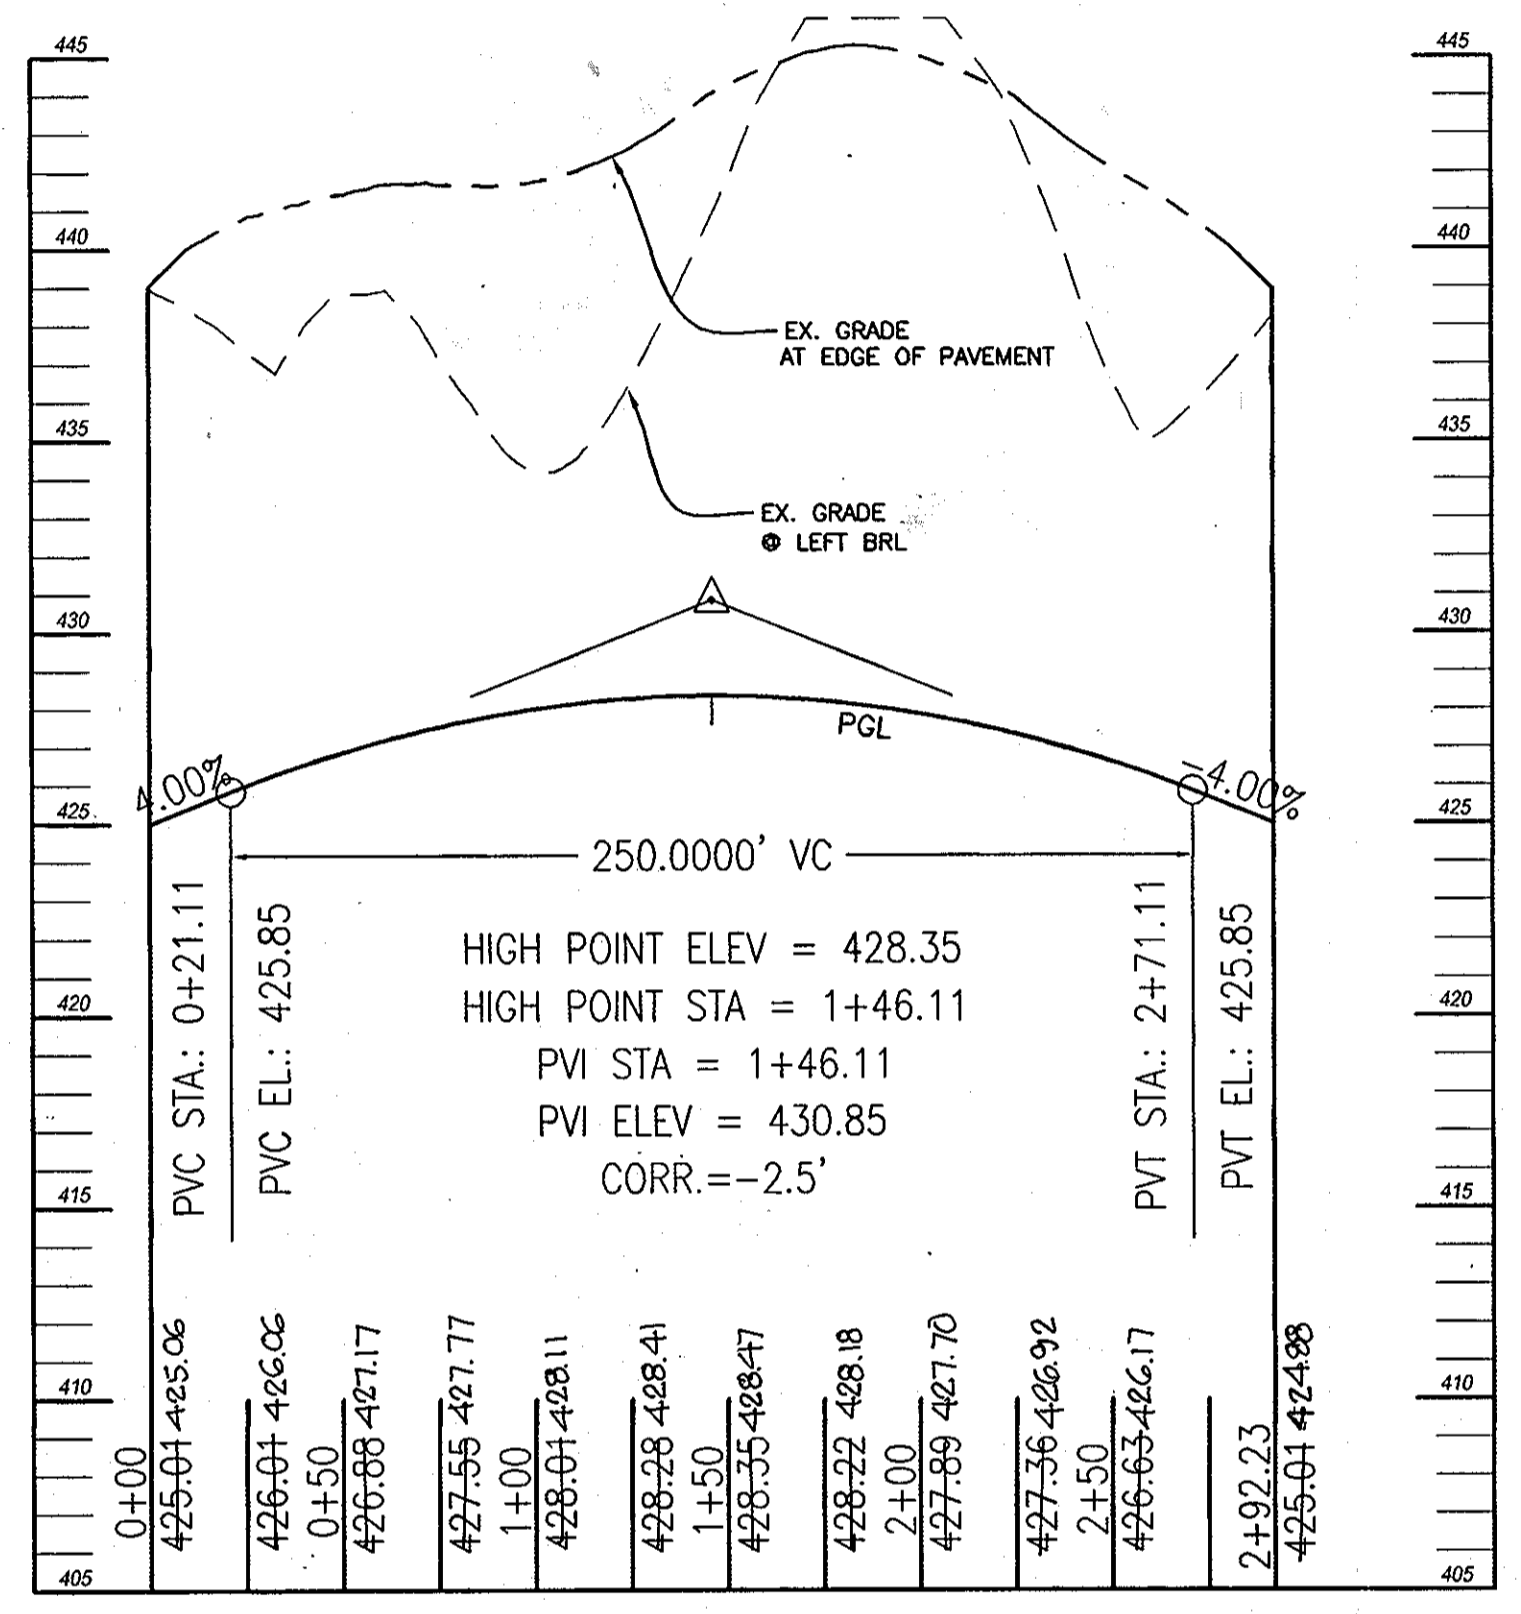 445 445
440 440
EX. GRADE
AT EDGE OF PAVEMENT
435 435
EX. GRADE
@ LEFT BRL
430 430
PGL
4.00% -4.00%
425 425
250.0000' VC
PVC STA.: 0+21.11
PVC EL.: 425.85
HIGH POINT ELEV = 428.35
HIGH POINT STA = 1+46.11
PVI STA = 1+46.11
PVI ELEV = 430.85
CORR.=-2.5'
PVT STA.: 2+71.11
PVT EL.: 425.85
420 420
415 415
410 410
0+00
425.01 425.06
426.01 426.06
0+50
426.88 427.17
427.55 427.77
1+00
428.01 428.11
428.28 428.41
1+50
428.35 428.47
428.22 428.18
2+00
427.89 427.70
427.36 426.92
2+50
426.63 426.17
2+92.23
425.01 424.88
405 405